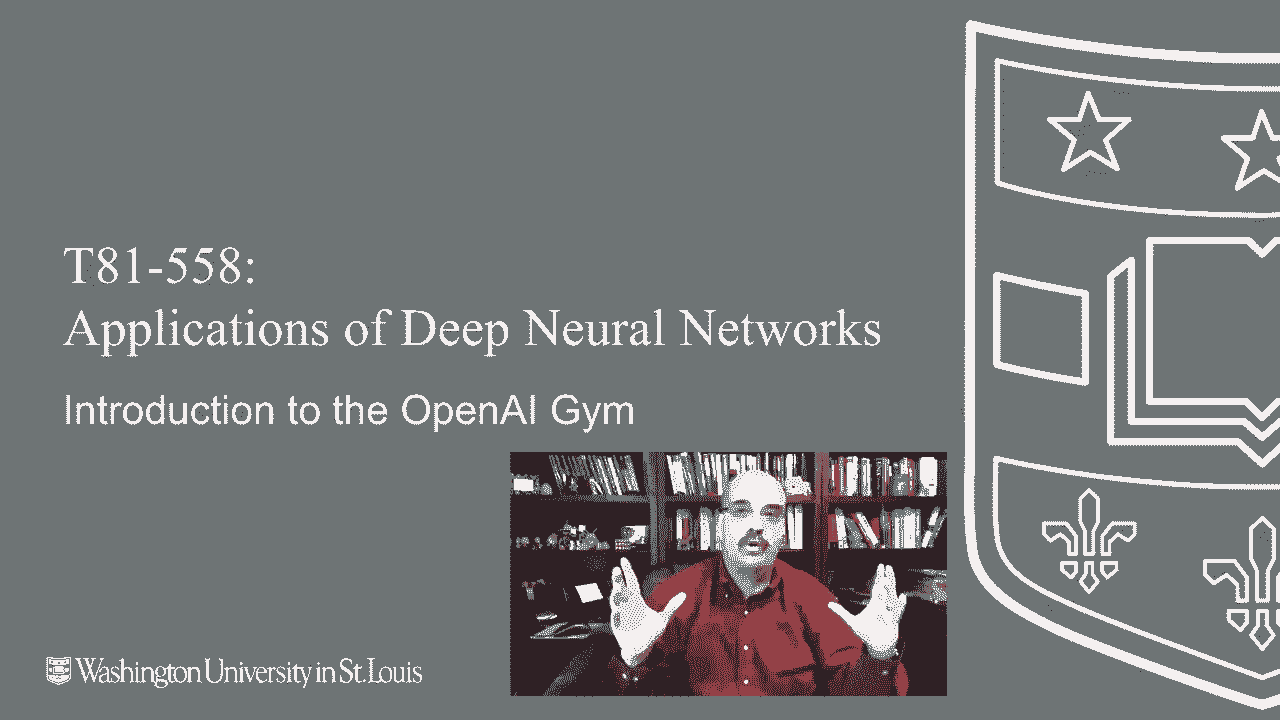 T81-558:
Applications of Deep Neural Networks
Introduction to the OpenAI Gym
Washington University in St. Louis